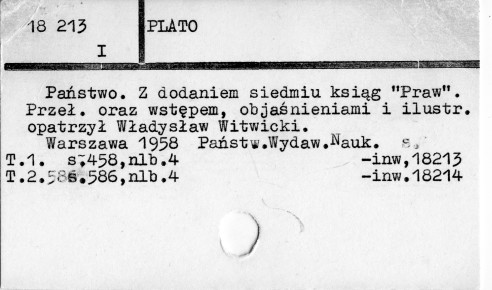 18 213 PLATO
I
Państwo. Z dodaniem siedmiu ksiąg "Praw".
Przeł. oraz wstępem, objaśnieniami i ilustr.
opatrzył Władysław Witwicki.
Warszawa 1958 Państw.Wydaw.Nauk. s.
T.1. s.458,nlb.4 -inw,18213
T.2. s.586,nlb.4 -inw.18214